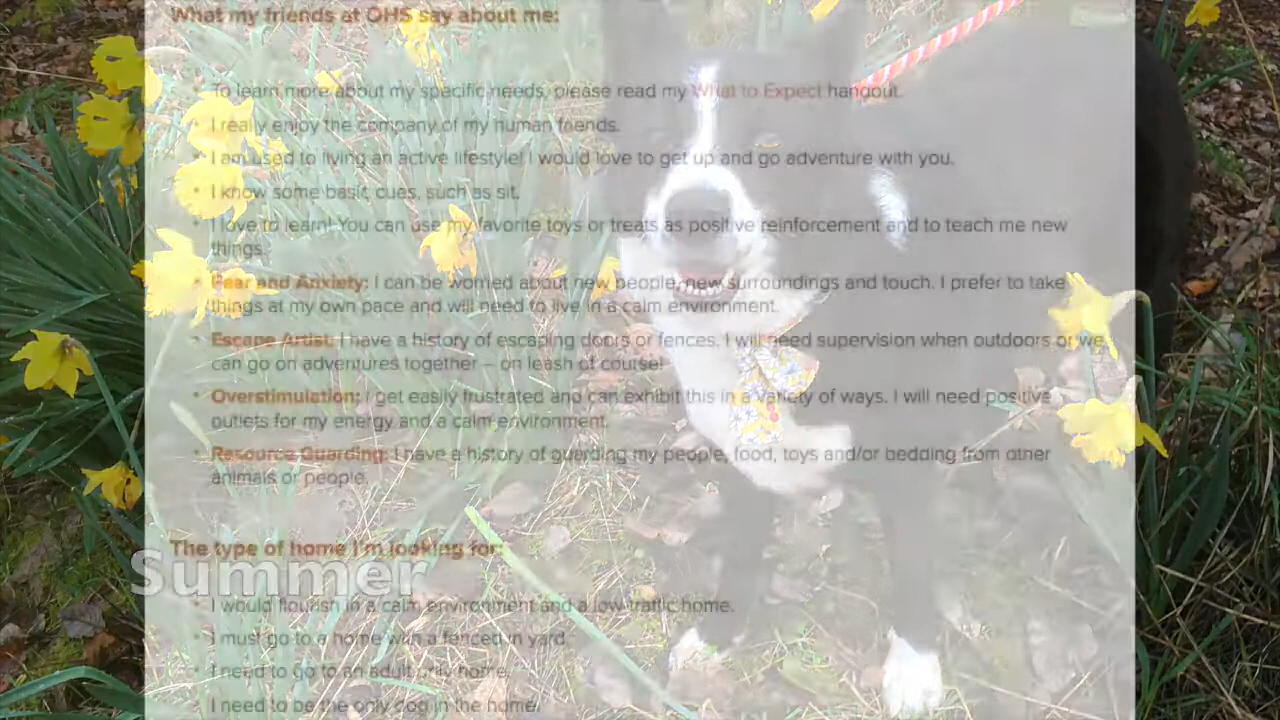 What my friends at OHS say about me:
To learn more about my specific needs, please read my What to Expect handout.
I really enjoy the company of my human friends.
I am used to living an active lifestyle! I would love to get up and go adventure with you.
I know some basic cues, such as sit.
I love to learn! You can use my favorite toys or treats as positive reinforcement and to teach me new
things.
Fear and Anxiety: I can be worried about new people, new surroundings and touch. I prefer to take
things at my own pace and will need to live in a calm environment.
Escape Artist: I have a history of escaping doors or fences. I will need supervision when outdoors or we
can go on adventures together – on leash of course!
Overstimulation: I get easily frustrated and can exhibit this in a variety of ways. I will need positive
outlets for my energy and a calm environment.
Resource Guarding: I have a history of guarding my people, food, toys and/or bedding from other
animals or people.
The type of home I'm looking for:
Summer
I would flourish in a calm environment and a low traffic home.
I must go to a home with a fenced in yard.
I need to go to an adult only home.
I need to be the only dog in the home.